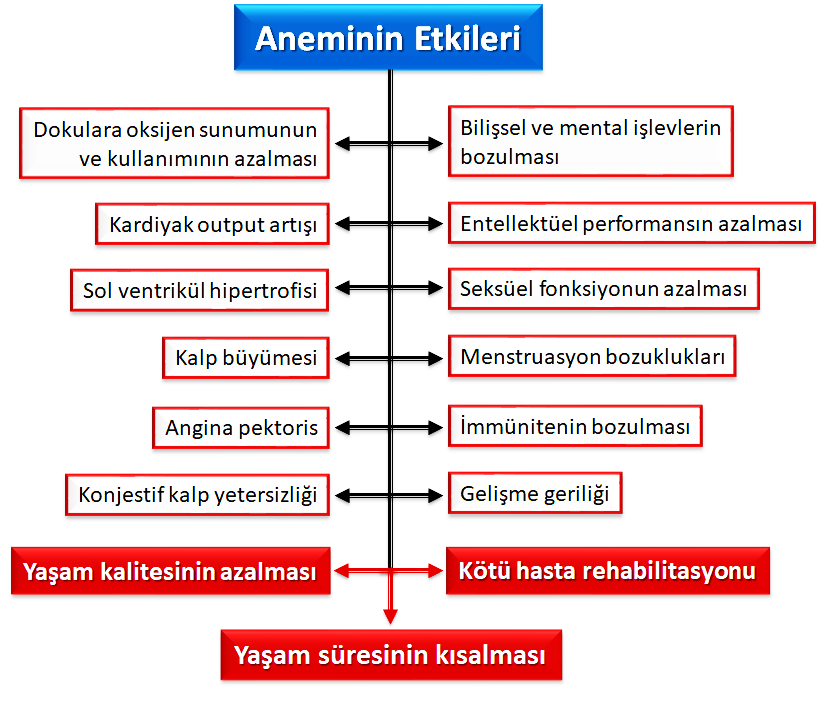 Aneminin Etkileri
Dokulara oksijen sunumunun
ve kullanımının azalması
Bilişsel ve mental işlevlerin
bozulması
Kardiyak output artışı
Entellektüel performansın azalması
Sol ventrikül hipertrofisi
Seksüel fonksiyonun azalması
Kalp büyümesi
Menstruasyon bozuklukları
Angina pektoris
İmmünitenin bozulması
Konjestif kalp yetersizliği
Gelişme geriliği
Yaşam kalitesinin azalması
Kötü hasta rehabilitasyonu
Yaşam süresinin kısalması